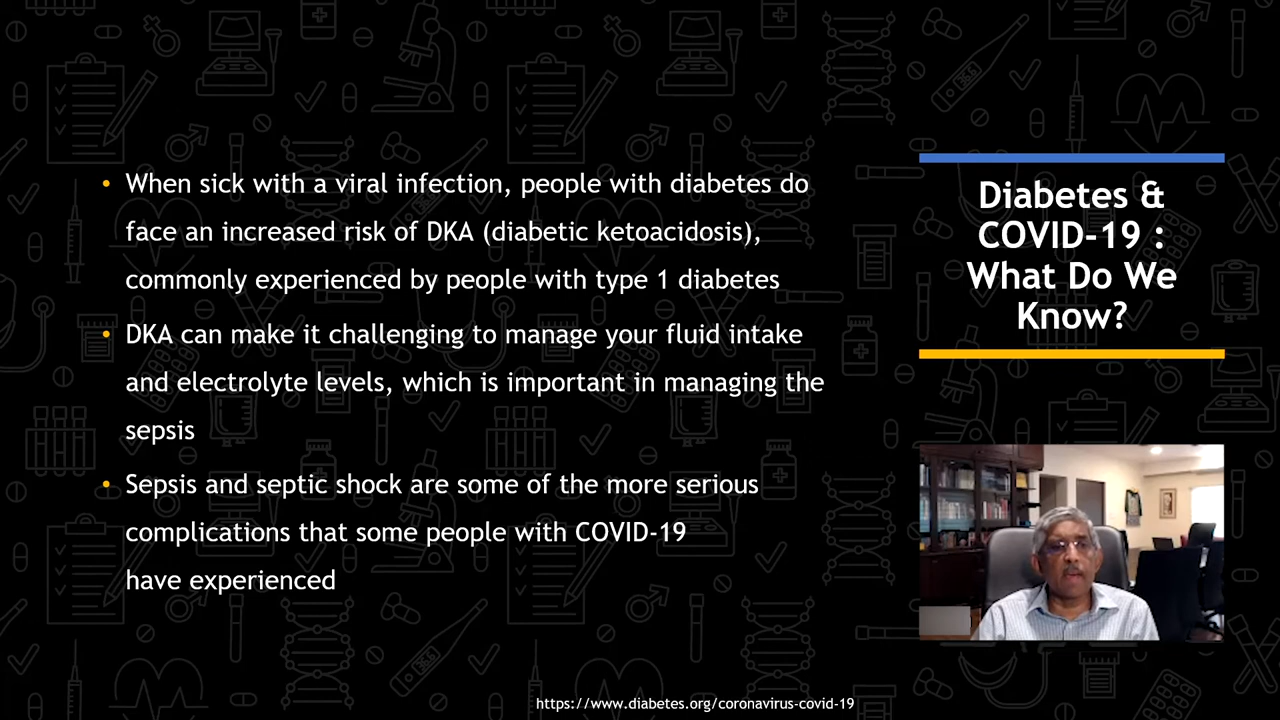 • When sick with a viral infection, people with diabetes do
face an increased risk of DKA (diabetic ketoacidosis),
commonly experienced by people with type 1 diabetes
• DKA can make it challenging to manage your fluid intake
and electrolyte levels, which is important in managing the
sepsis
• Sepsis and septic shock are some of the more serious
complications that some people with COVID-19
have experienced
Diabetes &
COVID-19 :
What Do We
Know?
https://www.diabetes.org/coronavirus-covid-19